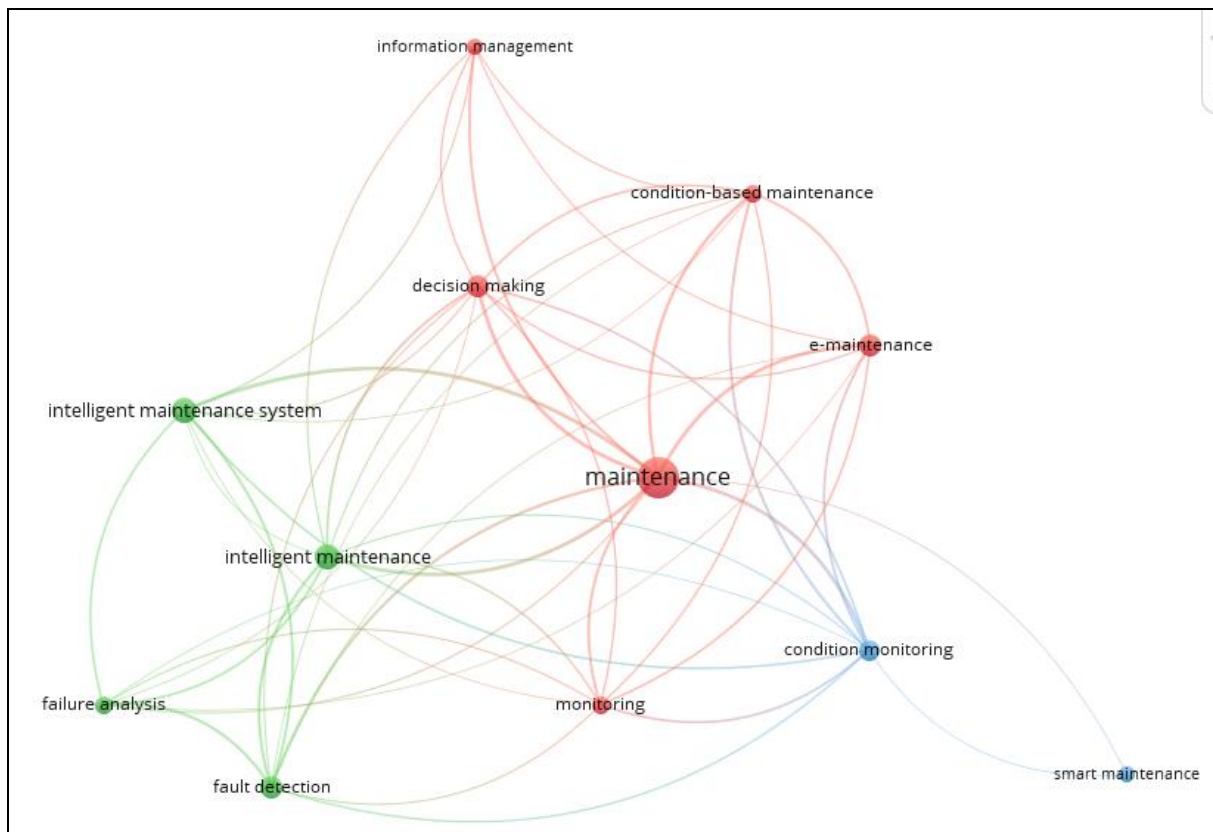 information management
condition-based maintenance
decision making
e-maintenance
intelligent maintenance system
maintenance
intelligent maintenance
condition monitoring
failure analysis
monitoring
smart maintenance
fault detection